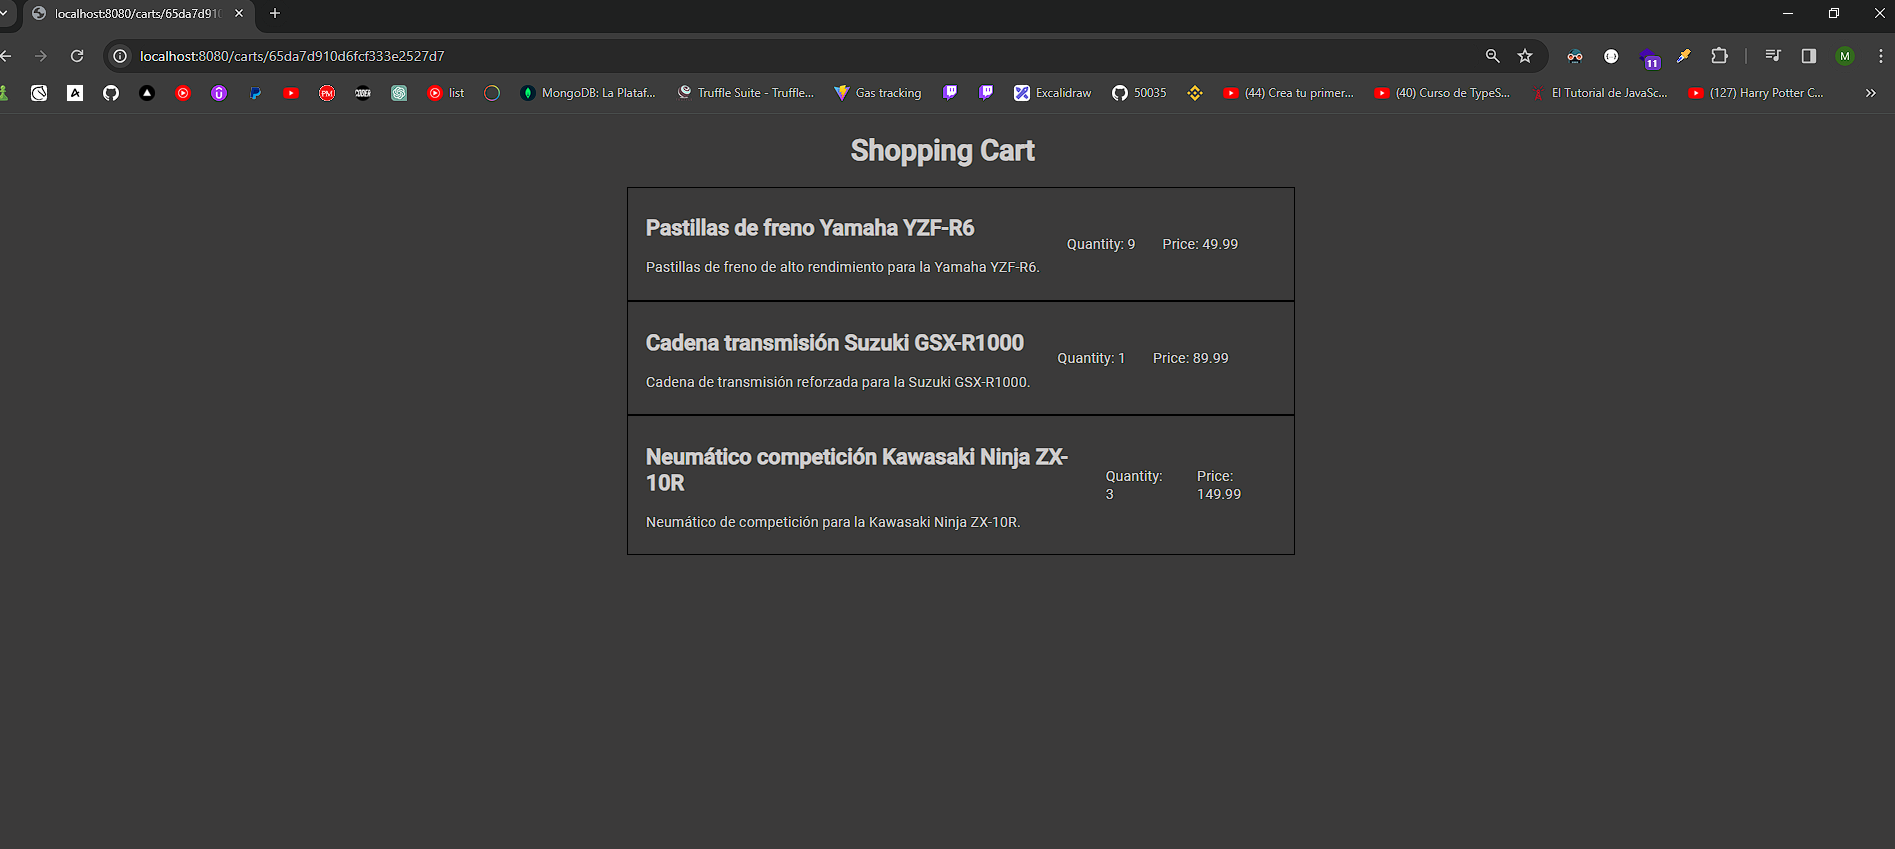 localhost:8080/carts/65da7d910
localhost:8080/carts/65da7d910d6fcf333e2527d7
11
M
list
MongoDB: La Plataf...
Truffle Suite - Truffle...
Gas tracking
Excalidraw
50035
(44) Crea tu primer...
(40) Curso de TypeS...
El Tutorial de JavaSc...
(127) Harry Potter C...
PM
Shopping Cart
Pastillas de freno Yamaha YZF-R6
Pastillas de freno de alto rendimiento para la Yamaha YZF-R6.
Quantity: 9
Price: 49.99
Cadena transmisión Suzuki GSX-R1000
Cadena de transmisión reforzada para la Suzuki GSX-R1000.
Quantity: 1
Price: 89.99
Neumático competición Kawasaki Ninja ZX-
10R
Neumático de competición para la Kawasaki Ninja ZX-10R.
Quantity:
3
Price:
149.99